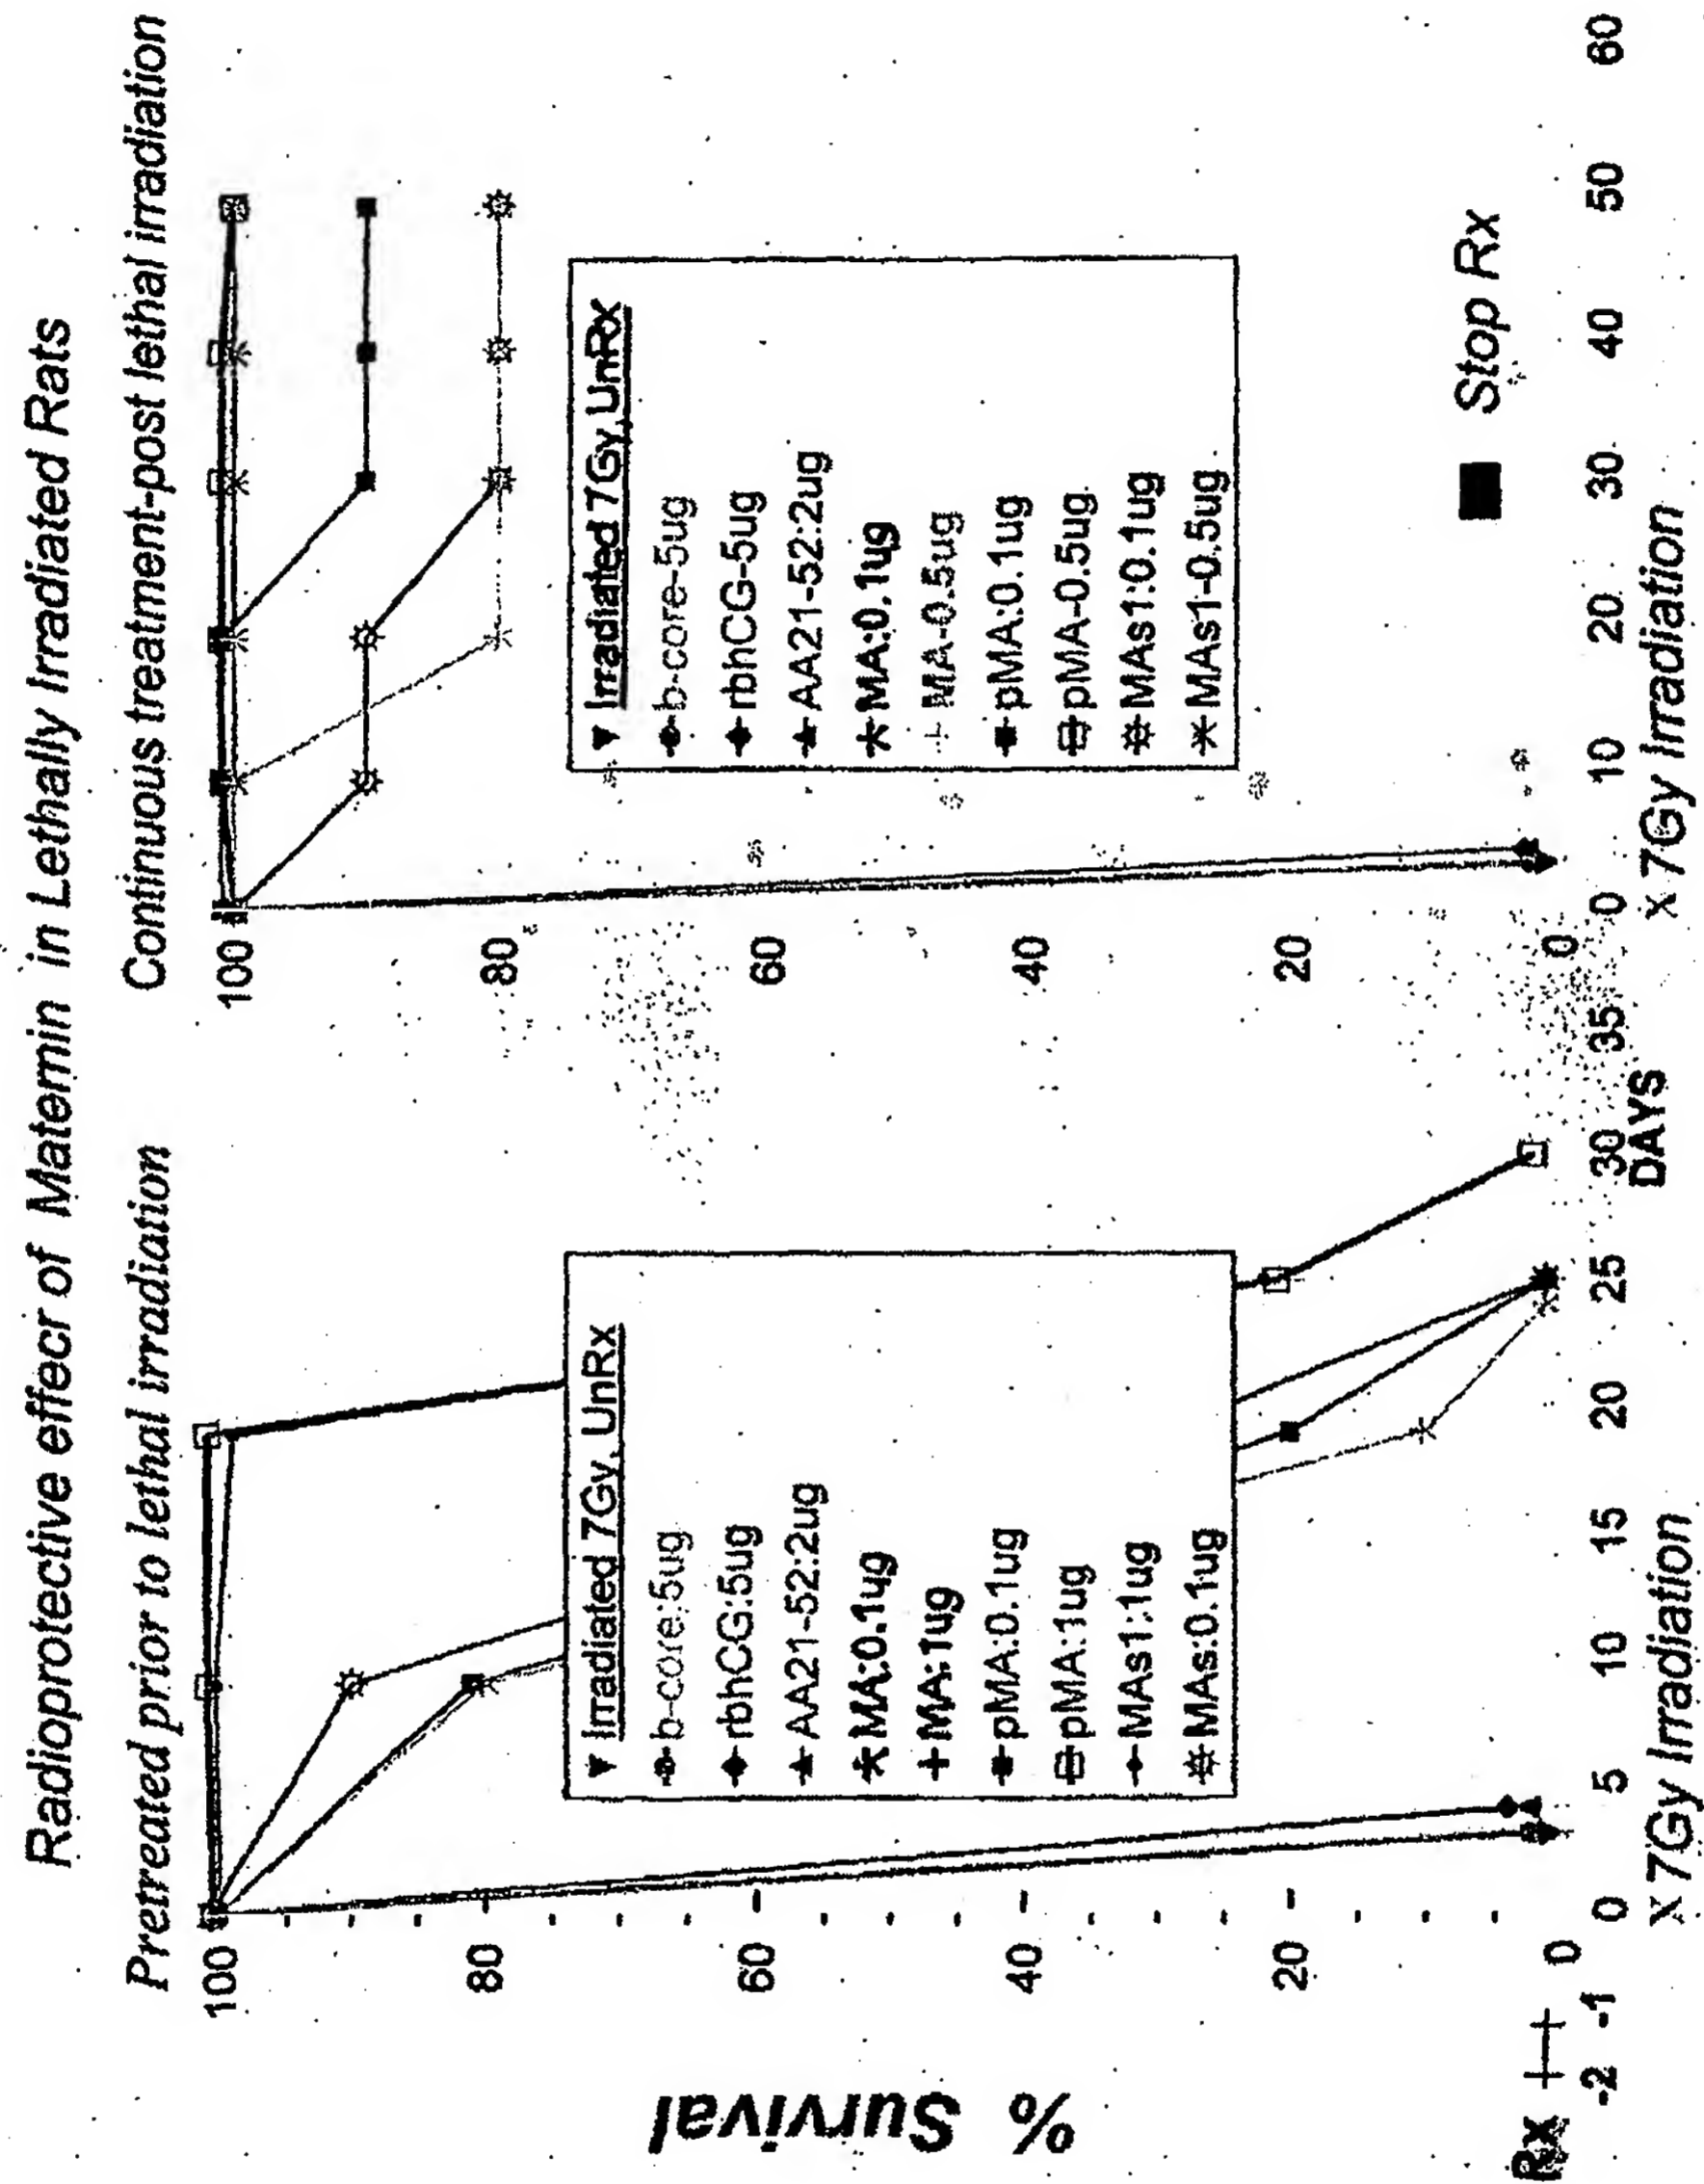 Radioprotective effecr of Maternin in Lethally Irradiated Rats
Pretreated prior to lethal irradiation
Continuous treatment-post lethal irradiation
% Survival
100
80
60
40
20
0
Irradiated 7Gy, UnRx
b-core:5ug
rbhCG:5ug
AA21-52:2ug
MA:0.1ug
MA:1ug
pMA:0.1ug
pMA:1ug
MAs1:1ug
MAs:0.1ug
Rx
-2 -1 0 5 10 15 20 25 30 35
X 7Gy Irradiation
DAYS
100
80
60
40
20
0
Irradiated 7Gy,UnRx
b-core-5ug
rbhCG-5ug
AA21-52:2ug
MA:0.1ug
MA-0.5ug
pMA:0.1ug
pMA-0.5ug
MAs1:0.1ug
MAs1-0.5ug
Stop Rx
0 10 20 30 40 50 60
X 7Gy Irradiation